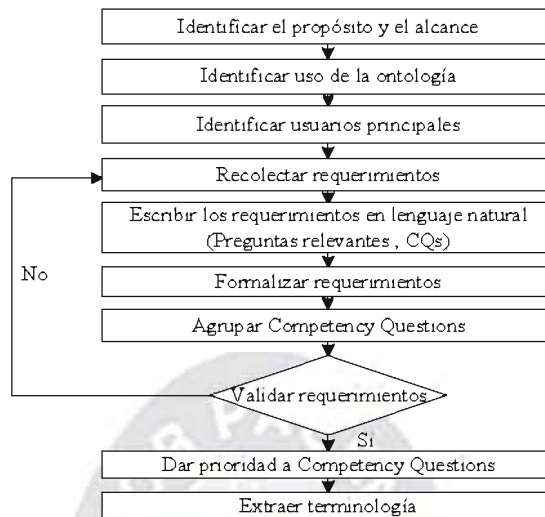 Identificar el propósito y el alcance
Identificar uso de la ontología
Identificar usuarios principales
Recolectar requerimientos
Escribir los requerimientos en lenguaje natural
(Preguntas relevantes , CQs)
No
Formalizar requerimientos
Agrupar Competency Questions
Validar requerimientos
Si
Dar prioridad a Competency Questions
Extraer terminología